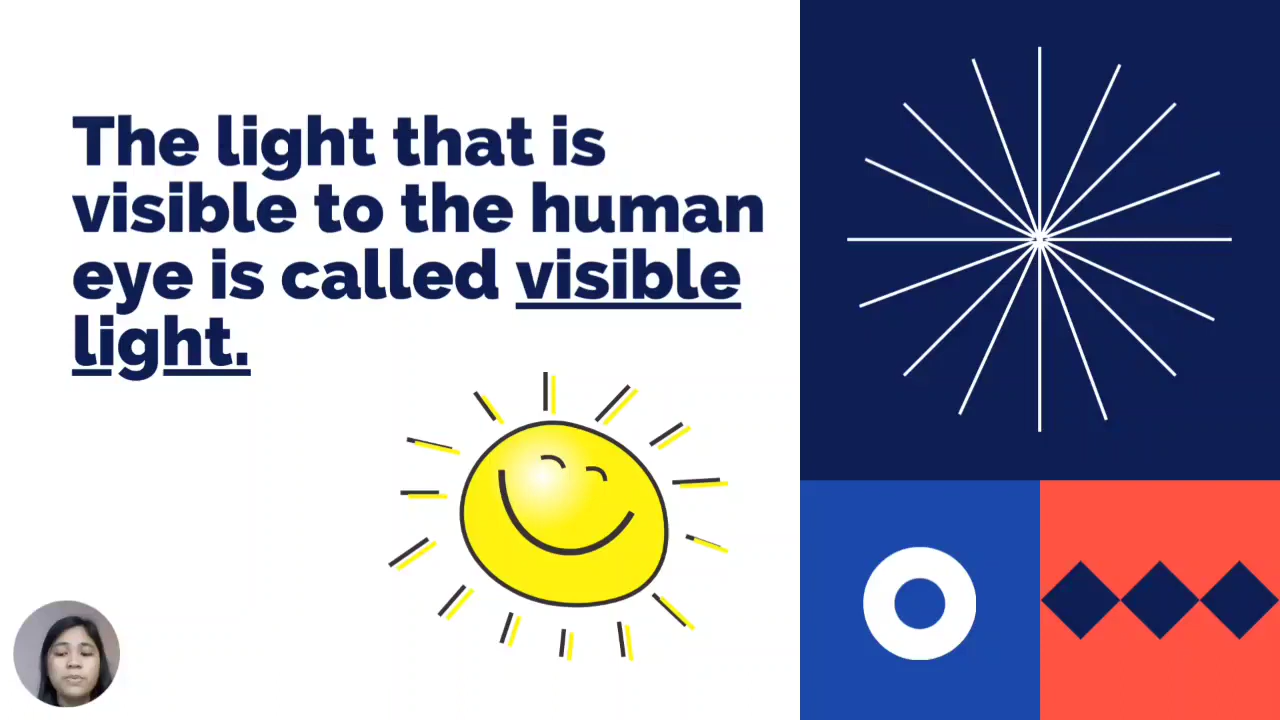 The light that is
visible to the human
eye is called visible
light.